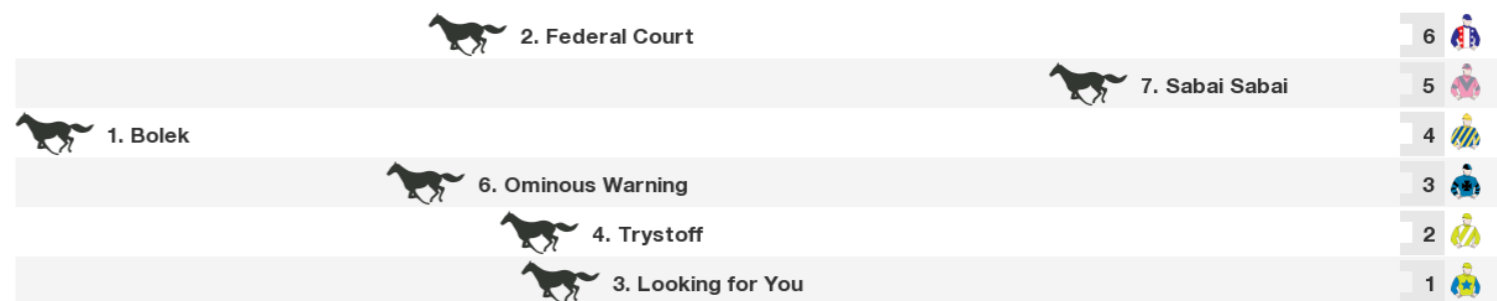 2. Federal Court 6
7. Sabai Sabai 5
1. Bolek 4
6. Ominous Warning 3
4. Trystoff 2
3. Looking for You 1